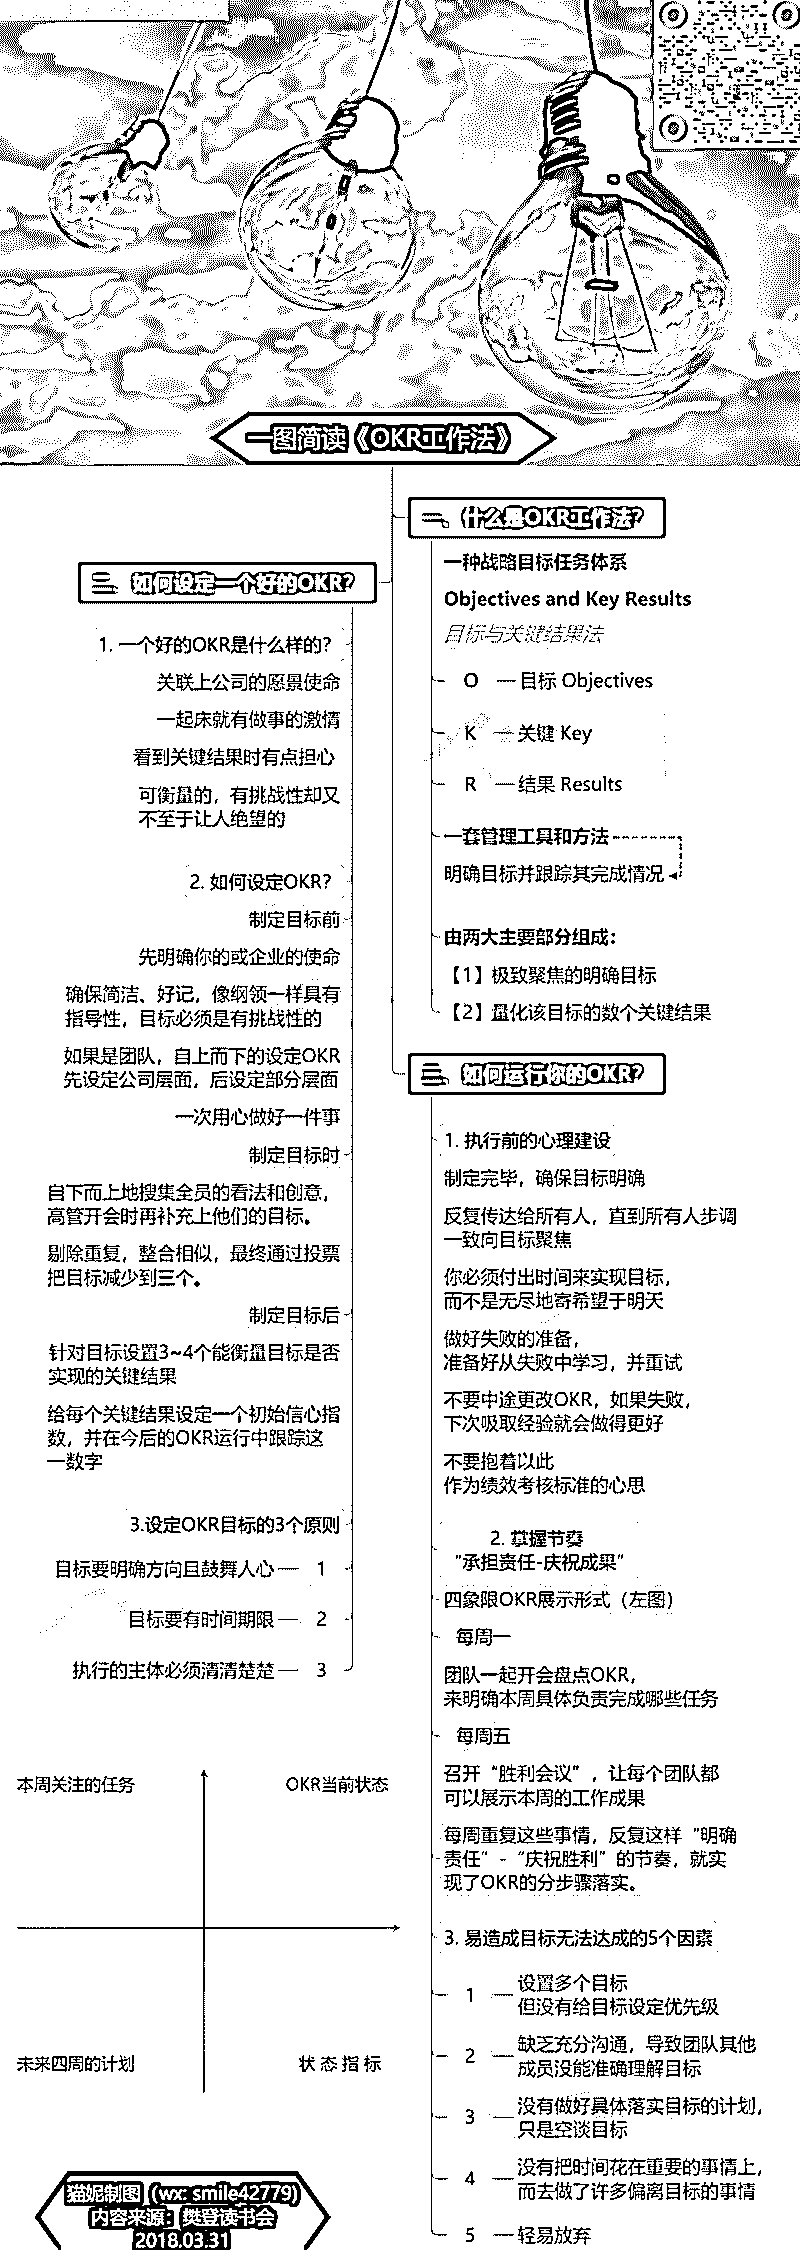 一图简读《OKR工作法》
一、什么是OKR工作法？
一种战略目标任务体系
Objectives and Key Results
目标与关键结果法
O — 目标 Objectives
K — 关键 Key
R — 结果 Results
一套管理工具和方法
明确目标并跟踪其完成情况
由两大主要部分组成：
【1】极致聚焦的明确目标
【2】量化该目标的数个关键结果
二、如何设定一个好的OKR？
1. 一个好的OKR是什么样的？
关联上公司的愿景使命
一起床就有做事的激情
看到关键结果时有点担心
可衡量的，有挑战性却又
不至于让人绝望的
2. 如何设定OKR？
制定目标前
先明确你的或企业的使命
确保简洁、好记，像纲领一样具有
指导性，目标必须是有挑战性的
如果是团队，自上而下的设定OKR
先设定公司层面，后设定部分层面
一次用心做好一件事
制定目标时
自下而上地搜集全员的看法和创意，
高管开会时再补充上他们的目标。
剔除重复，整合相似，最终通过投票
把目标减少到三个。
制定目标后
针对目标设置3~4个能衡量目标是否
实现的关键结果
给每个关键结果设定一个初始信心指
数，并在今后的OKR运行中跟踪这
一数字
3.设定OKR目标的3个原则
目标要明确方向且鼓舞人心 — 1
目标要有时间期限 — 2
执行的主体必须清清楚楚 — 3
三、如何运行你的OKR？
1. 执行前的心理建设
制定完毕，确保目标明确
反复传达给所有人，直到所有人步调
一致向目标聚焦
你必须付出时间来实现目标，
而不是无尽地寄希望于明天
做好失败的准备，
准备好从失败中学习，并重试
不要中途更改OKR，如果失败，
下次吸取经验就会做得更好
不要抱着以此
作为绩效考核标准的心思
2. 掌握节奏
“承担责任-庆祝成果”
四象限OKR展示形式（左图）
每周一
团队一起开会盘点OKR，
来明确本周具体负责完成哪些任务
每周五
召开“胜利会议”，让每个团队都
可以展示本周的工作成果
每周重复这些事情，反复这样“明确
责任”-“庆祝胜利”的节奏，就实
现了OKR的分步骤落实。
3. 易造成目标无法达成的5个因素
1 — 设置多个目标
但没有给目标设定优先级
2 — 缺乏充分沟通，导致团队其他
成员没能准确理解目标
3 — 没有做好具体落实目标的计划，
只是空谈目标
4 — 没有把时间花在重要的事情上，
而去做了许多偏离目标的事情
5 — 轻易放弃
本周关注的任务
OKR当前状态
未来四周的计划
状态指标
猫妮制图（wx: smile42779）
内容来源：樊登读书会
2018.03.31